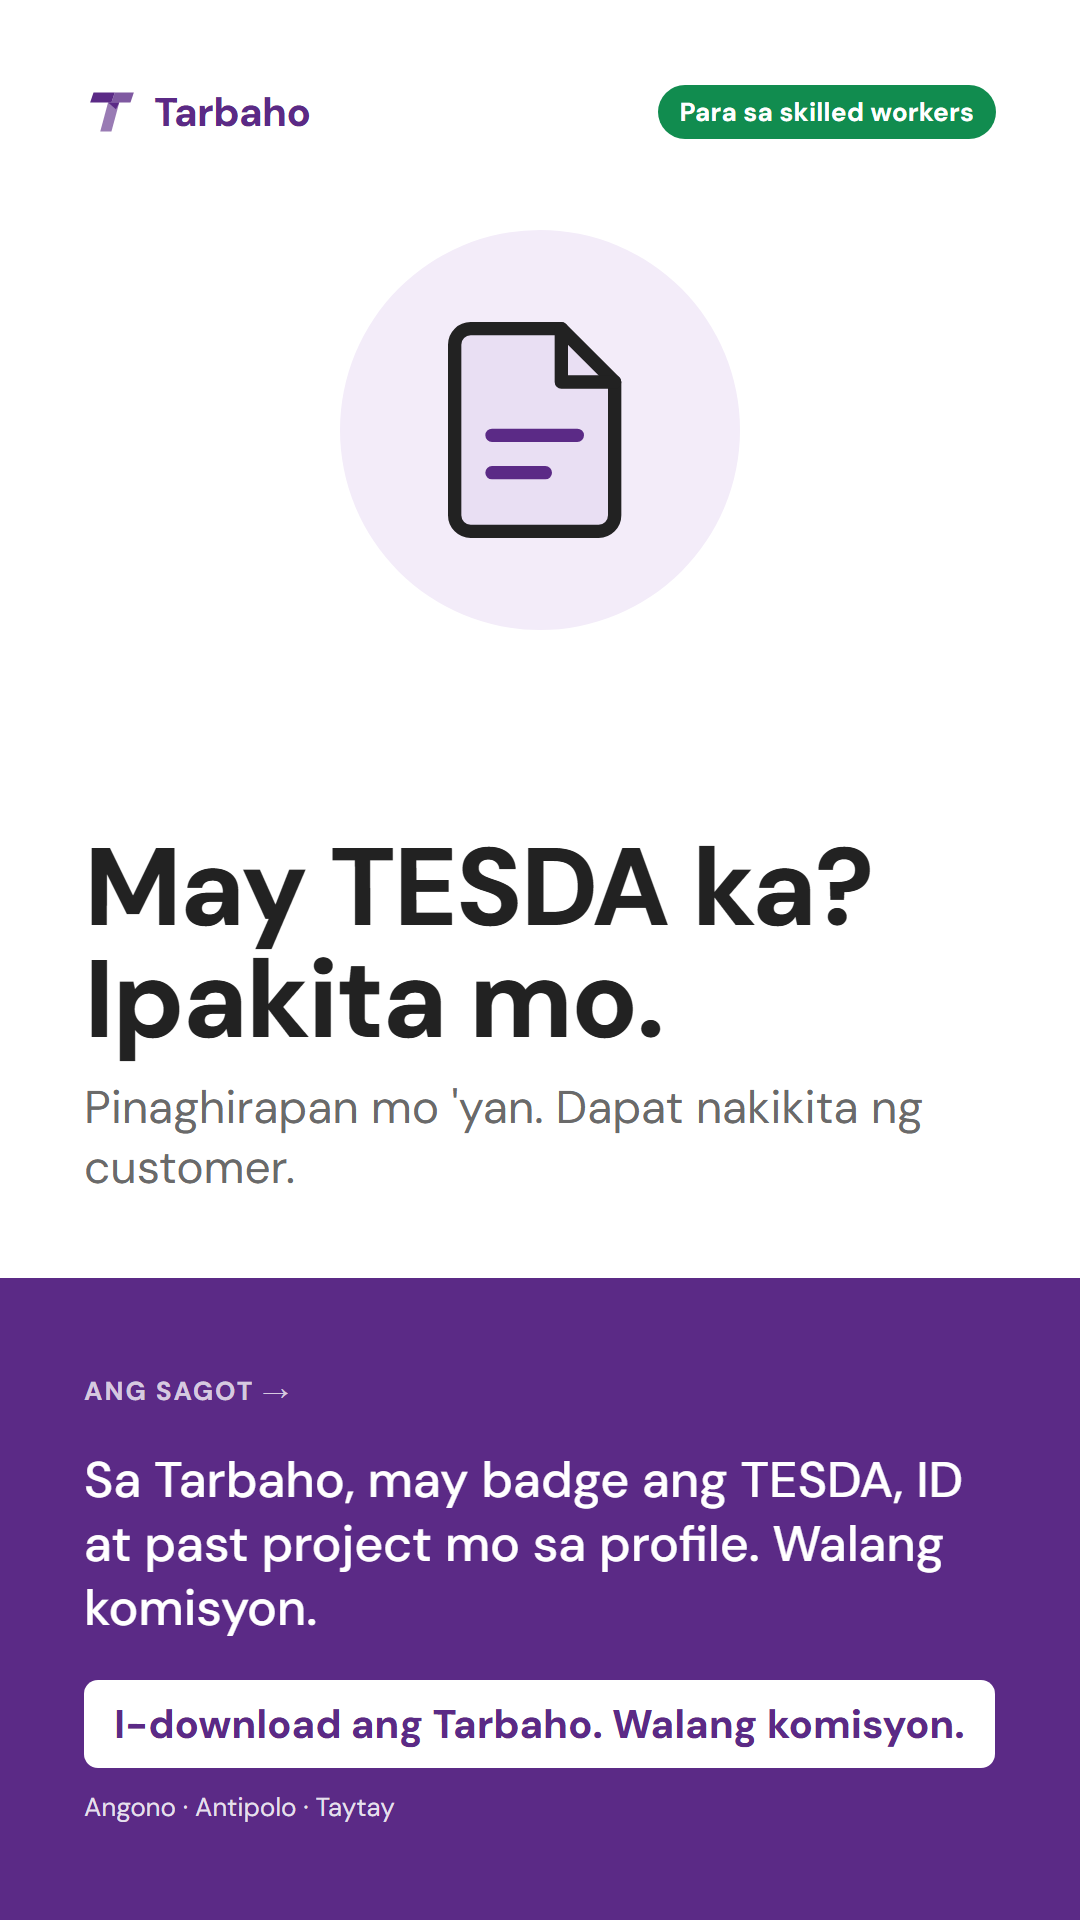 Tarbaho
Para sa skilled workers
May TESDA ka?
Ipakita mo.
Pinaghirapan mo 'yan. Dapat nakikita ng
customer.
ANG SAGOT →
Sa Tarbaho, may badge ang TESDA, ID
at past project mo sa profile. Walang
komisyon.
I-download ang Tarbaho. Walang komisyon.
Angono · Antipolo · Taytay